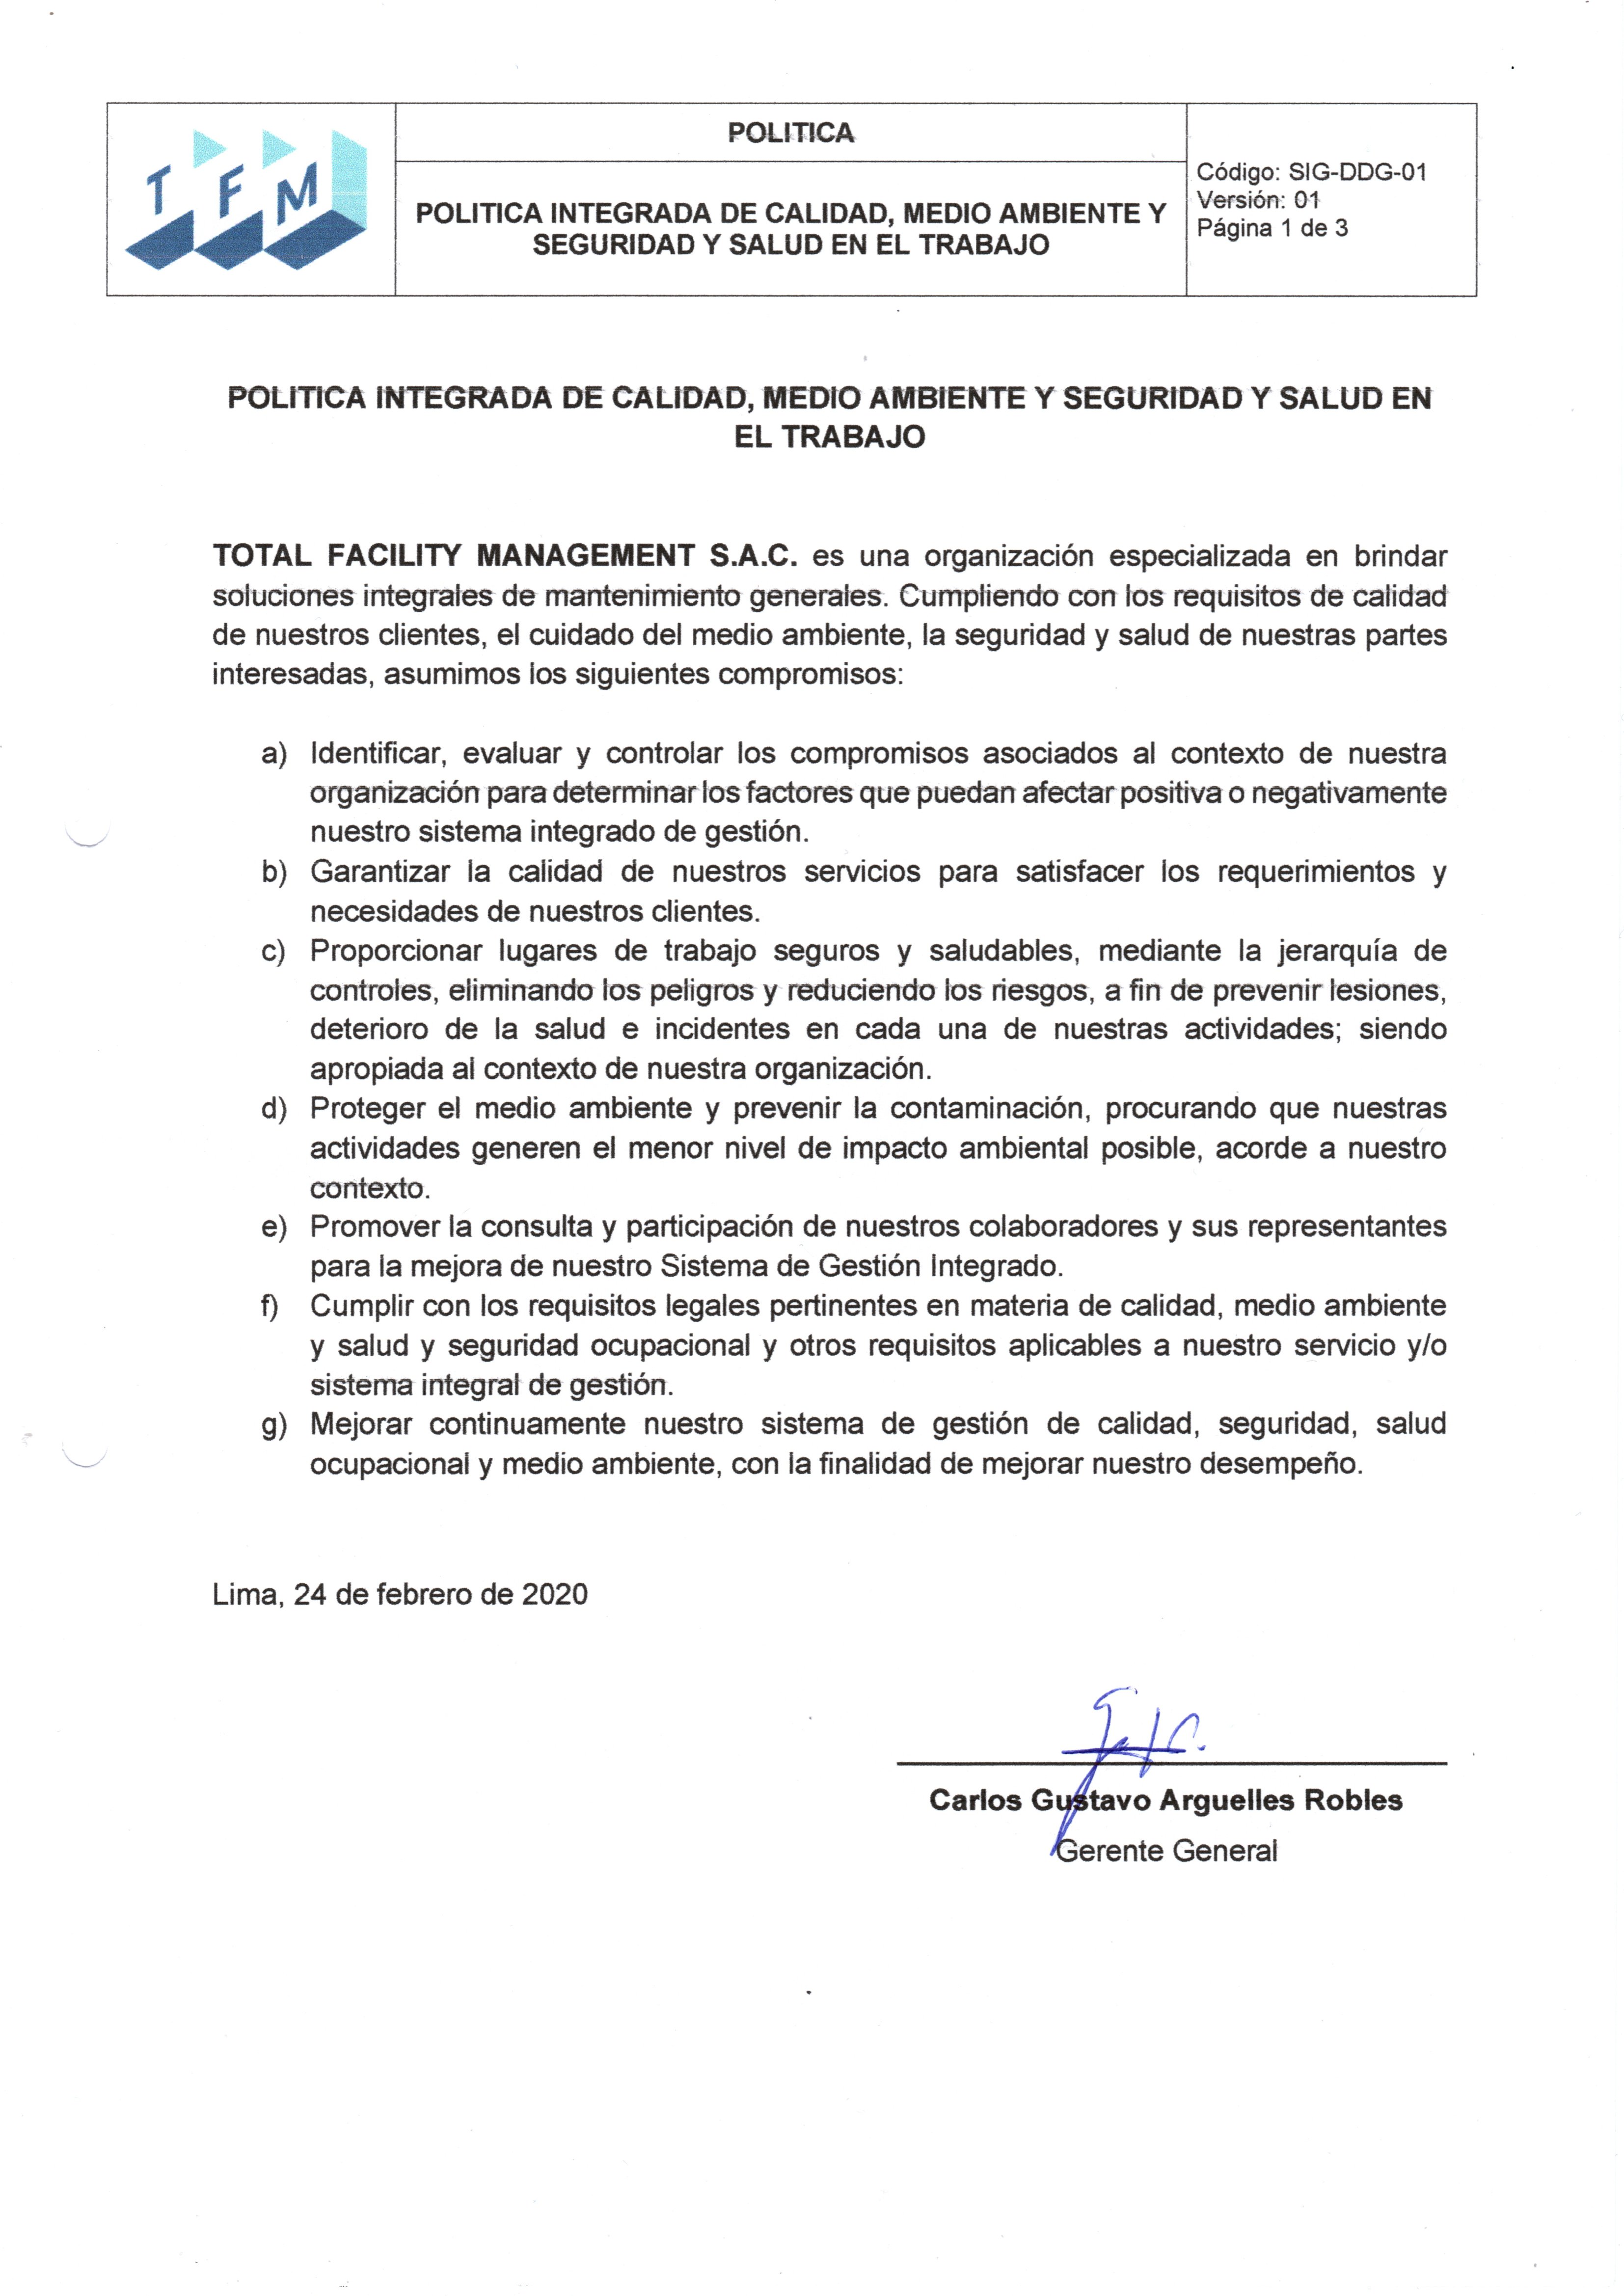 TFM
POLITICA
POLITICA INTEGRADA DE CALIDAD, MEDIO AMBIENTE Y
SEGURIDAD Y SALUD EN EL TRABAJO
Código: SIG-DDG-01
Versión: 01
Página 1 de 3
POLITICA INTEGRADA DE CALIDAD, MEDIO AMBIENTE Y SEGURIDAD Y SALUD EN
EL TRABAJO
TOTAL FACILITY MANAGEMENT S.A.C. es una organización especializada en brindar
soluciones integrales de mantenimiento generales. Cumpliendo con los requisitos de calidad
de nuestros clientes, el cuidado del medio ambiente, la seguridad y salud de nuestras partes
interesadas, asumimos los siguientes compromisos:
a) Identificar, evaluar y controlar los compromisos asociados al contexto de nuestra
organización para determinar los factores que puedan afectar positiva o negativamente
nuestro sistema integrado de gestión.
b) Garantizar la calidad de nuestros servicios para satisfacer los requerimientos y
necesidades de nuestros clientes.
c) Proporcionar lugares de trabajo seguros y saludables, mediante la jerarquía de
controles, eliminando los peligros y reduciendo los riesgos, a fin de prevenir lesiones,
deterioro de la salud e incidentes en cada una de nuestras actividades; siendo
apropiada al contexto de nuestra organización.
d) Proteger el medio ambiente y prevenir la contaminación, procurando que nuestras
actividades generen el menor nivel de impacto ambiental posible, acorde a nuestro
contexto.
e) Promover la consulta y participación de nuestros colaboradores y sus representantes
para la mejora de nuestro Sistema de Gestión Integrado.
f) Cumplir con los requisitos legales pertinentes en materia de calidad, medio ambiente
y salud y seguridad ocupacional y otros requisitos aplicables a nuestro servicio y/o
sistema integral de gestión.
g) Mejorar continuamente nuestro sistema de gestión de calidad, seguridad, salud
ocupacional y medio ambiente, con la finalidad de mejorar nuestro desempeño.
Lima, 24 de febrero de 2020
Carlos Gustavo Arguelles Robles
Gerente General